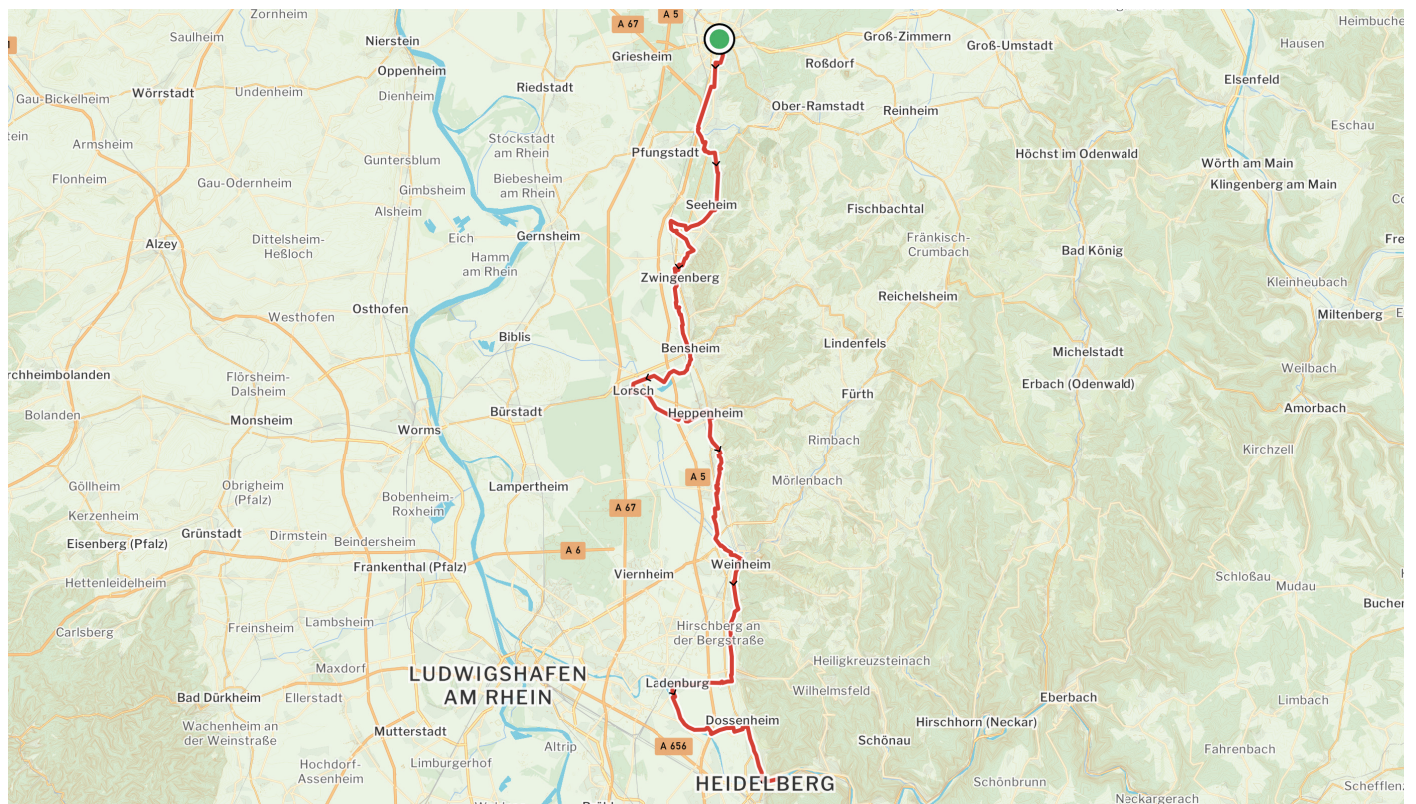 Zornheim
A 5
A 67
Heimbuche
Saulheim
Nierstein
Groß-Zimmern
Groß-Umstadt
Hausen
Griesheim
Roßdorf
Oppenheim
Elsenfeld
Wörrstadt
Undenheim
Dienheim
Riedstadt
Gau-Bickelheim
Ober-Ramstadt
Reinheim
Eschau
tein
Armsheim
Stockstadt
am Rhein
Pfungstadt
Höchst im Odenwald
Guntersblum
Wörth am Main
Flonheim
Gau-Odernheim
Biebesheim
am Rhein
Klingenberg am Main
Gimbsheim
Alsheim
Seeheim
Fischbachtal
Co
Alzey
Dittelsheim-
Heßloch
Eich
Gernsheim
Fränkisch-
Crumbach
Bad König
Fre
Hamm
am Rhein
Zwingenberg
Kleinheubach
Reichelsheim
Osthofen
Westhofen
Miltenberg
E
Biblis
Bensheim
Lindenfels
Michelstadt
rchheimbolanden
Flörsheim-
Dalsheim
Weilbach
Lorsch
Erbach (Odenwald)
Fürth
Bolanden
Monsheim
Bürstadt
Heppenheim
Amorbach
Worms
Rimbach
Kirchzell
A 5
Mörlenbach
Göllheim
Obrigheim
(Pfalz)
Lampertheim
Bobenheim-
Roxheim
A 67
Kerzenheim
Grünstadt
Dirmstein
Eisenberg (Pfalz)
Beindersheim
A 6
Frankenthal (Pfalz)
Weinheim
Viernheim
Hettenleidelheim
Schloßau
Mudau
Buchen
Lambsheim
Freinsheim
Carlsberg
Hirschberg an
der Bergstraße
Heiligkreuzsteinach
Maxdorf
LUDWIGSHAFEN
AM RHEIN
Ladenburg
Wilhelmsfeld
Bad Dürkheim
Ellerstadt
Eberbach
Limbach
Dossenheim
Hirschhorn (Neckar)
Wachenheim an
der Weinstraße
Mutterstadt
Altrip
A 656
Schönau
Fahrenbach
Hochdorf-
Assenheim
Limburgerhof
HEIDELBERG
Schönbrunn
Schefflenz
Neckargerach